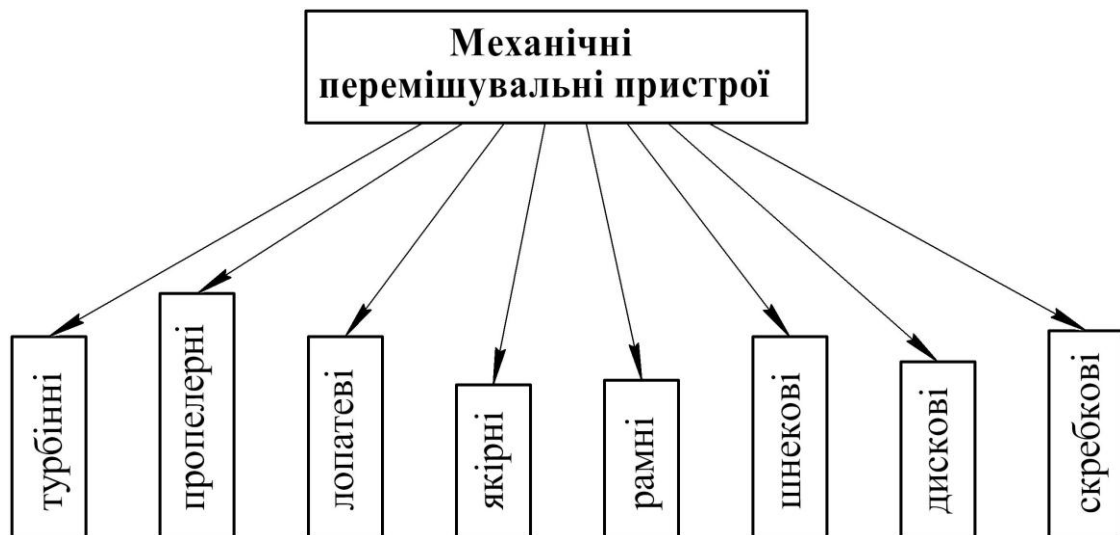 Механічні
перемішувальні пристрої
турбінні
пропелерні
лопатеві
якірні
рамні
шнекові
дискові
скребкові